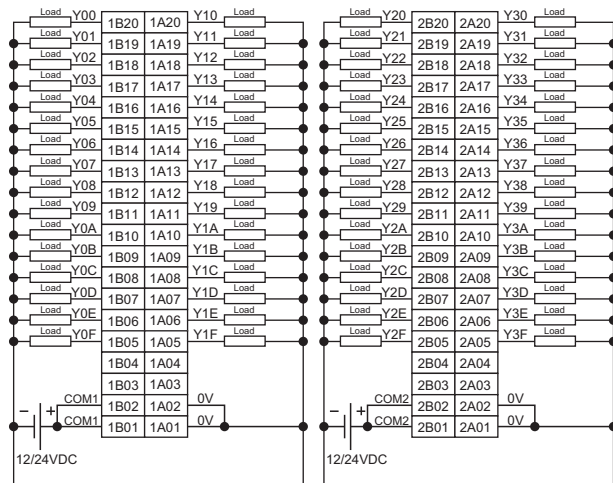 Load Y00 1B20 1A20 Y10 Load Load Y20 2B20 2A20 Y30 Load
Load Y01 1B19 1A19 Y11 Load Load Y21 2B19 2A19 Y31 Load
Load Y02 1B18 1A18 Y12 Load Load Y22 2B18 2A18 Y32 Load
Load Y03 1B17 1A17 Y13 Load Load Y23 2B17 2A17 Y33 Load
Load Y04 1B16 1A16 Y14 Load Load Y24 2B16 2A16 Y34 Load
Load Y05 1B15 1A15 Y15 Load Load Y25 2B15 2A15 Y35 Load
Load Y06 1B14 1A14 Y16 Load Load Y26 2B14 2A14 Y36 Load
Load Y07 1B13 1A13 Y17 Load Load Y27 2B13 2A13 Y37 Load
Load Y08 1B12 1A12 Y18 Load Load Y28 2B12 2A12 Y38 Load
Load Y09 1B11 1A11 Y19 Load Load Y29 2B11 2A11 Y39 Load
Load Y0A 1B10 1A10 Y1A Load Load Y2A 2B10 2A10 Y3A Load
Load Y0B 1B09 1A09 Y1B Load Load Y2B 2B09 2A09 Y3B Load
Load Y0C 1B08 1A08 Y1C Load Load Y2C 2B08 2A08 Y3C Load
Load Y0D 1B07 1A07 Y1D Load Load Y2D 2B07 2A07 Y3D Load
Load Y0E 1B06 1A06 Y1E Load Load Y2E 2B06 2A06 Y3E Load
Load Y0F 1B05 1A05 Y1F Load Load Y2F 2B05 2A05 Y3F Load
1B04 1A04 2B04 2A04
1B03 1A03 2B03 2A03
− + COM1 1B02 1A02 0V − + COM2 2B02 2A02 0V
COM1 1B01 1A01 0V COM2 2B01 2A01 0V
12/24VDC 12/24VDC